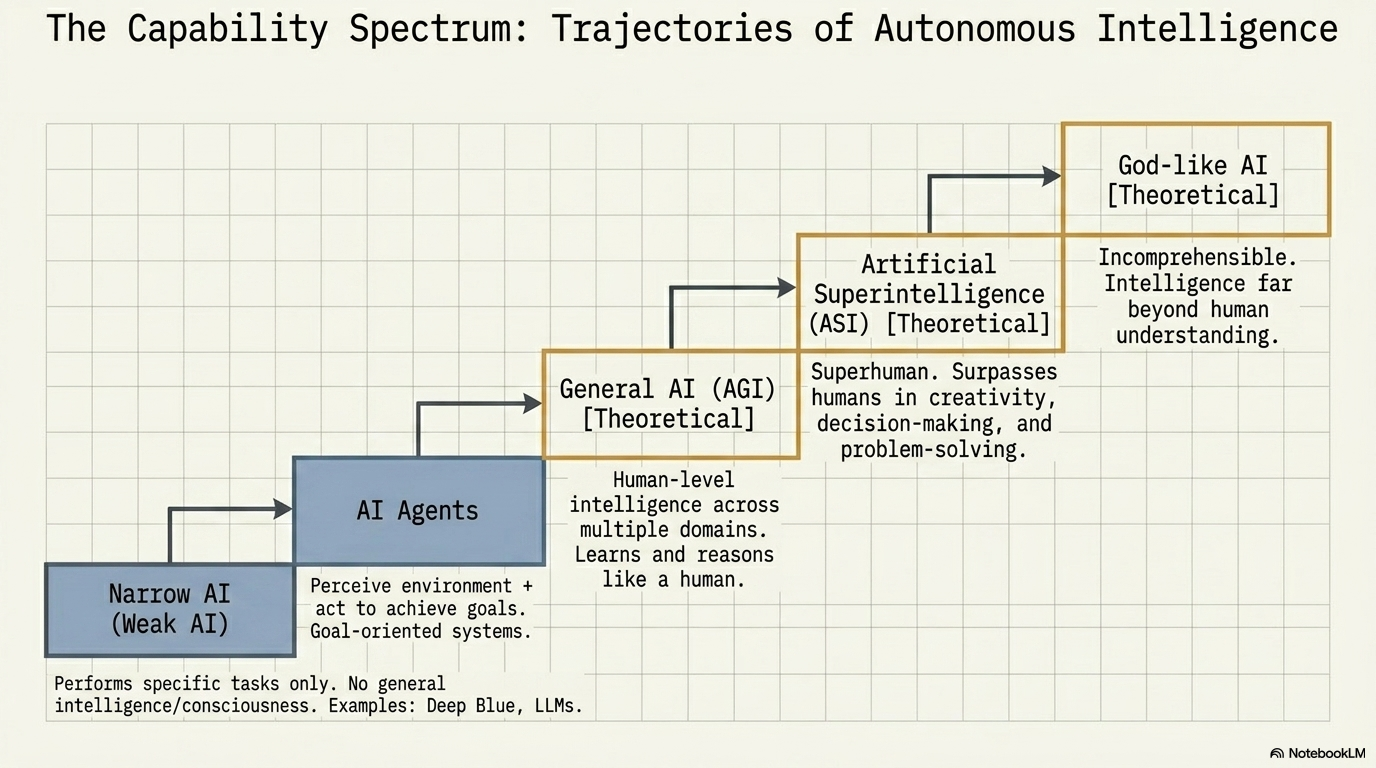 The Capability Spectrum: Trajectories of Autonomous Intelligence
God-like AI
[Theoretical]
Incomprehensible.
Intelligence far
beyond human
understanding.
Artificial
Superintelligence
(ASI) [Theoretical]
Superhuman. Surpasses
humans in creativity,
decision-making, and
problem-solving.
General AI (AGI)
[Theoretical]
Human-level
intelligence across
multiple domains.
Learns and reasons
like a human.
AI Agents
Perceive environment +
act to achieve goals.
Goal-oriented systems.
Narrow AI
(Weak AI)
Performs specific tasks only. No general
intelligence/consciousness. Examples: Deep Blue, LLMs.
NotebookLM